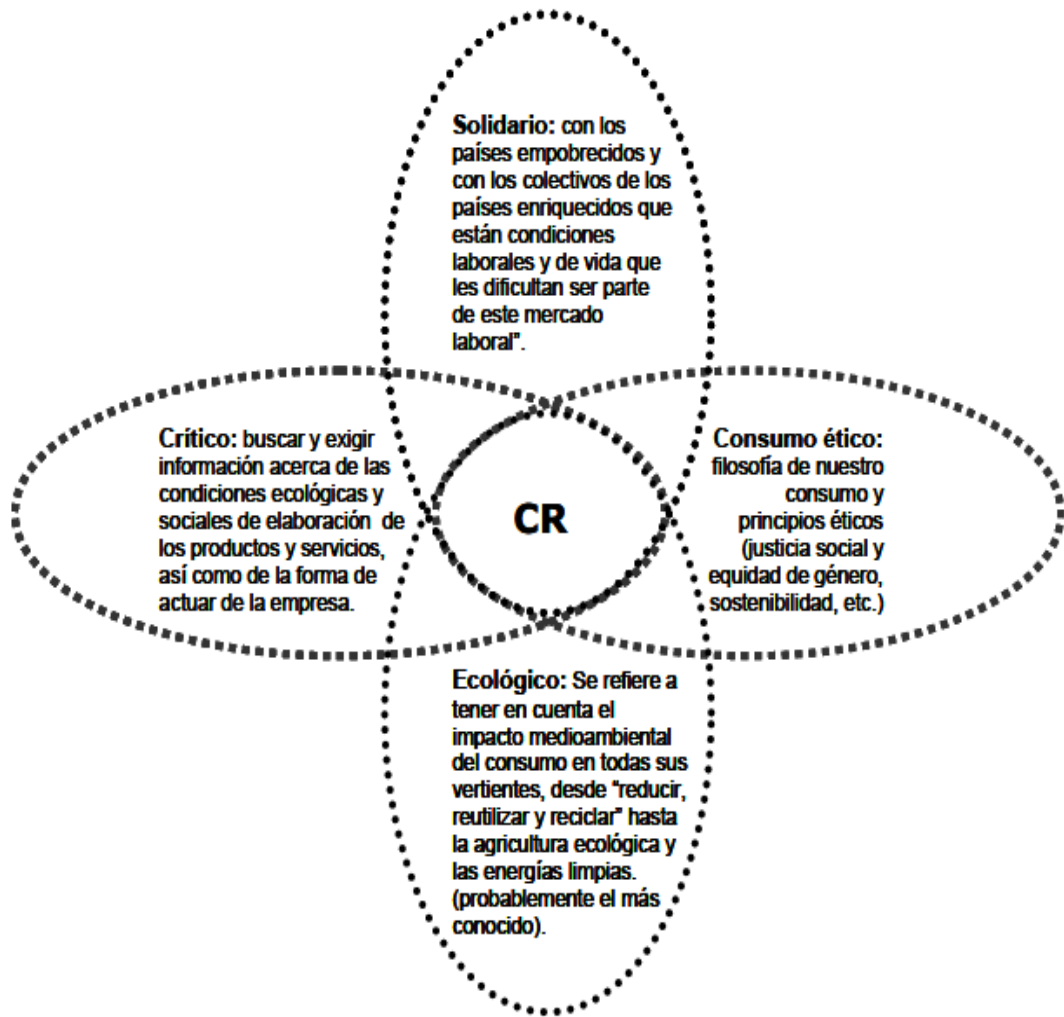 Solidario: con los
países empobrecidos y
con los colectivos de los
países enriquecidos que
están condiciones
laborales y de vida que
les dificultan ser parte
de este mercado
laboral”.
Crítico: buscar y exigir
información acerca de las
condiciones ecológicas y
sociales de elaboración de
los productos y servicios,
así como de la forma de
actuar de la empresa.
CR
Consumo ético:
filosofía de nuestro
consumo y
principios éticos
(justicia social y
equidad de género,
sostenibilidad, etc.)
Ecológico: Se refiere a
tener en cuenta el
impacto medioambiental
del consumo en todas sus
vertientes, desde “reducir,
reutilizar y reciclar” hasta
la agricultura ecológica y
las energías limpias.
(probablemente el más
conocido).